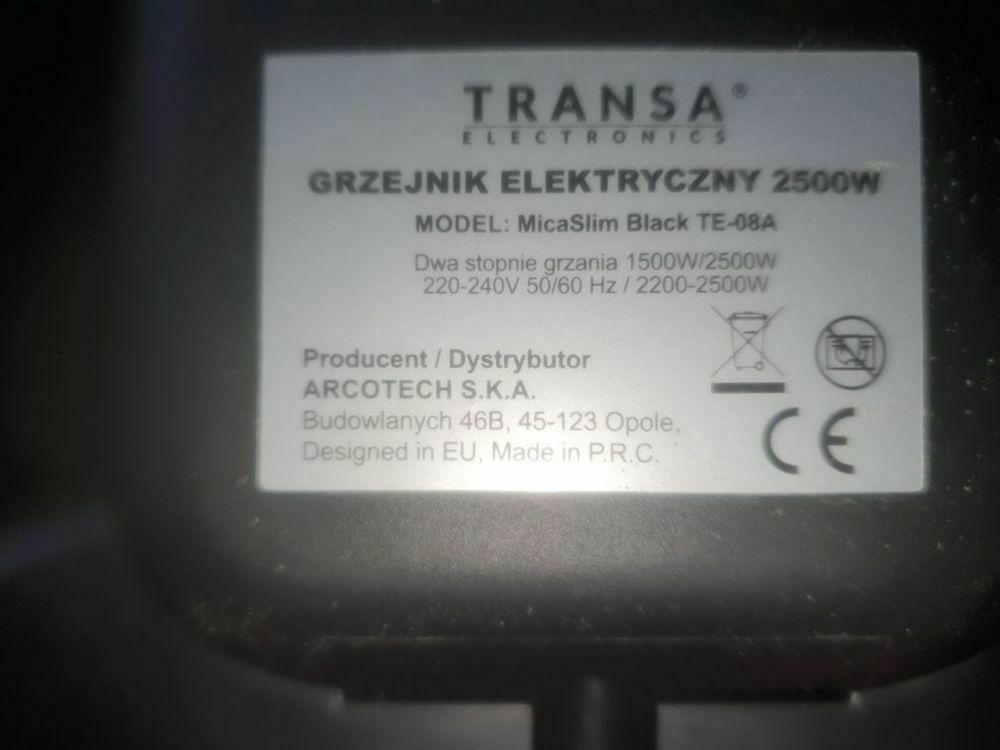 TRANSA®
ELECTRONICS
GRZEJNIK ELEKTRYCZNY 2500W
MODEL: MicaSlim Black TE-08A
Dwa stopnie grzania 1500W/2500W
220-240V 50/60 Hz / 2200-2500W
Producent / Dystrybutor
ARCOTECH S.K.A.
Budowlanych 46B, 45-123 Opole,
Designed in EU, Made in P.R.C.
CE